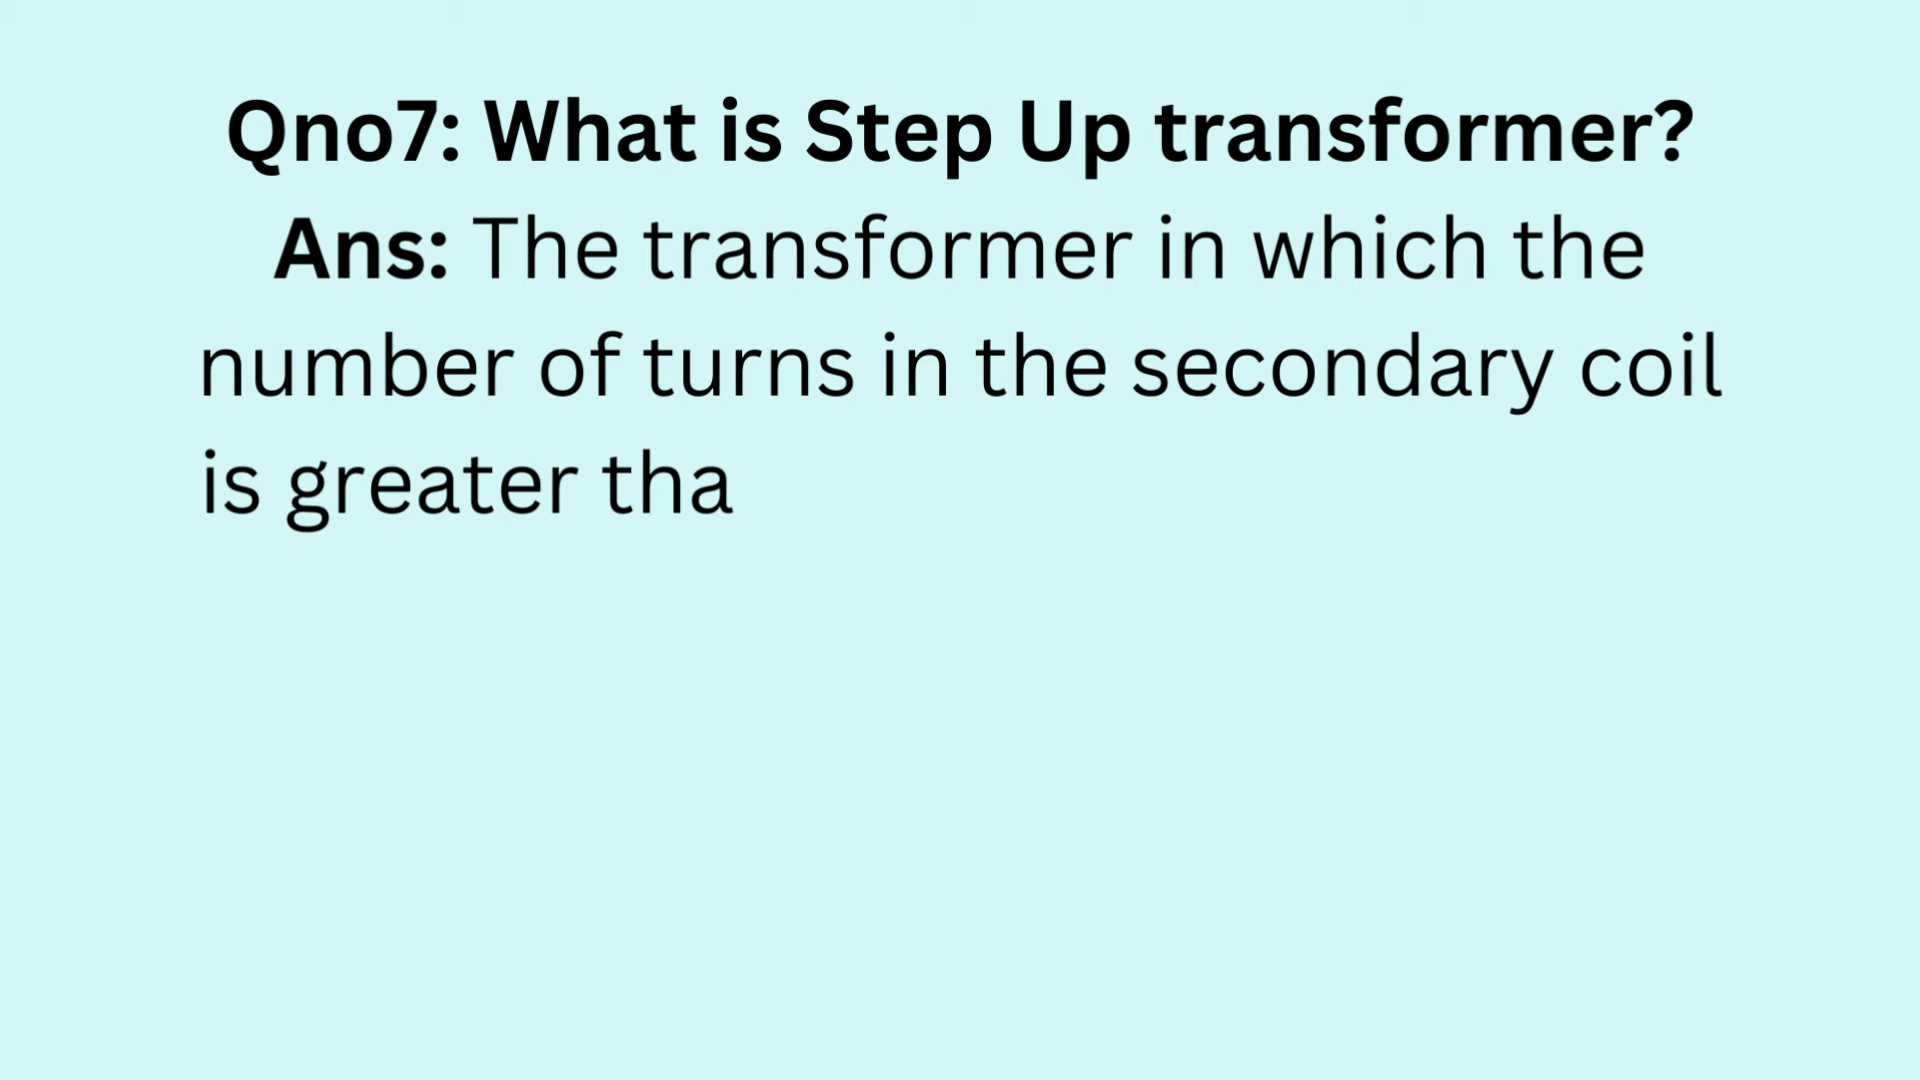 Qno7: What is Step Up transformer?
Ans: The transformer in which the
number of turns in the secondary coil
is greater tha